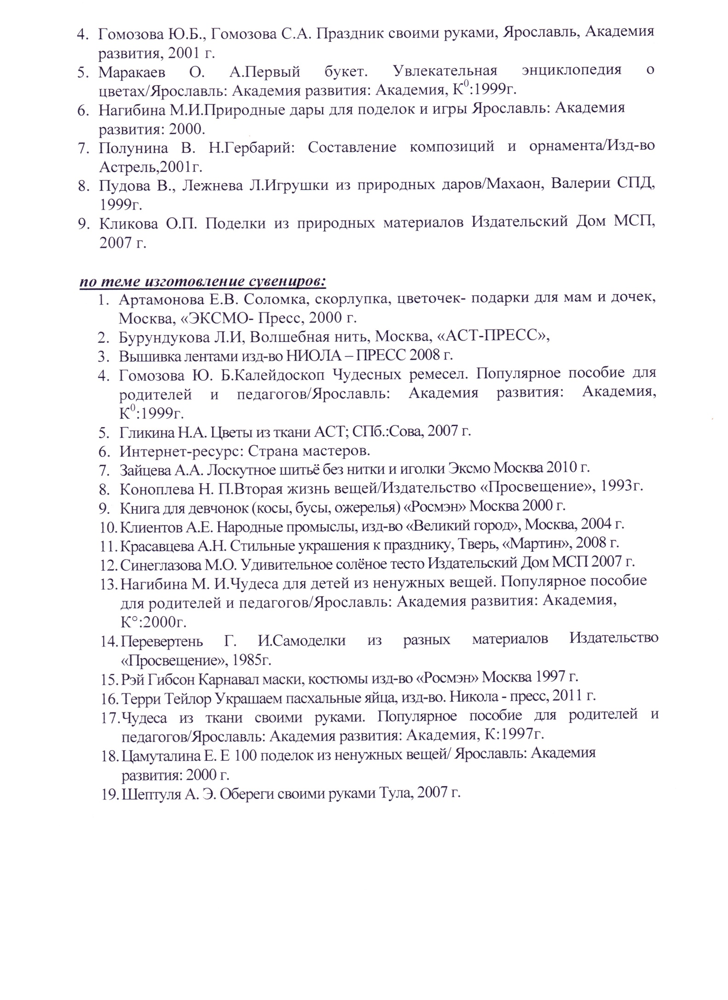 4. Гомозова Ю.Б., Гомозова С.А. Праздник своими руками, Ярославль, Академия
развития, 2001 г.
5. Маракаев О. А.Первый букет. Увлекательная энциклопедия о
цветах/Ярославль: Академия развития: Академия, К⁰:1999г.
6. Нагибина М.И.Природные дары для поделок и игры Ярославль: Академия
развития: 2000.
7. Полунина В. Н.Гербарий: Составление композиций и орнамента/Изд-во
Астрель,2001г.
8. Пудова В., Лежнева Л.Игрушки из природных даров/Махаон, Валерии СПД,
1999г.
9. Кликова О.П. Поделки из природных материалов Издательский Дом МСП,
2007 г.
по теме изготовление сувениров:
1. Артамонова Е.В. Соломка, скорлупка, цветочек- подарки для мам и дочек,
Москва, «ЭКСМО- Пресс, 2000 г.
2. Бурундукова Л.И, Волшебная нить, Москва, «АСТ-ПРЕСС»,
3. Вышивка лентами изд-во НИОЛА – ПРЕСС 2008 г.
4. Гомозова Ю. Б.Калейдоскоп Чудесных ремесел. Популярное пособие для
родителей и педагогов/Ярославль: Академия развития: Академия,
К⁰:1999г.
5. Гликина Н.А. Цветы из ткани АСТ; СПб.:Сова, 2007 г.
6. Интернет-ресурс: Страна мастеров.
7. Зайцева А.А. Лоскутное шитьё без нитки и иголки Эксмо Москва 2010 г.
8. Коноплева Н. П.Вторая жизнь вещей/Издательство «Просвещение», 1993г.
9. Книга для девчонок (косы, бусы, ожерелья) «Росмэн» Москва 2000 г.
10. Клиентов А.Е. Народные промыслы, изд-во «Великий город», Москва, 2004 г.
11. Красавцева А.Н. Стильные украшения к празднику, Тверь, «Мартин», 2008 г.
12. Синеглазова М.О. Удивительное солёное тесто Издательский Дом МСП 2007 г.
13. Нагибина М. И.Чудеса для детей из ненужных вещей. Популярное пособие
для родителей и педагогов/Ярославль: Академия развития: Академия,
К°:2000г.
14. Перевертень Г. И.Самоделки из разных материалов Издательство
«Просвещение», 1985г.
15. Рэй Гибсон Карнавал маски, костюмы изд-во «Росмэн» Москва 1997 г.
16. Терри Тейлор Украшаем пасхальные яйца, изд-во. Никола - пресс, 2011 г.
17. Чудеса из ткани своими руками. Популярное пособие для родителей и
педагогов/Ярославль: Академия развития: Академия, К:1997г.
18. Цамуталина Е. Е 100 поделок из ненужных вещей/ Ярославль: Академия
развития: 2000 г.
19. Шептуля А. Э. Обереги своими руками Тула, 2007 г.